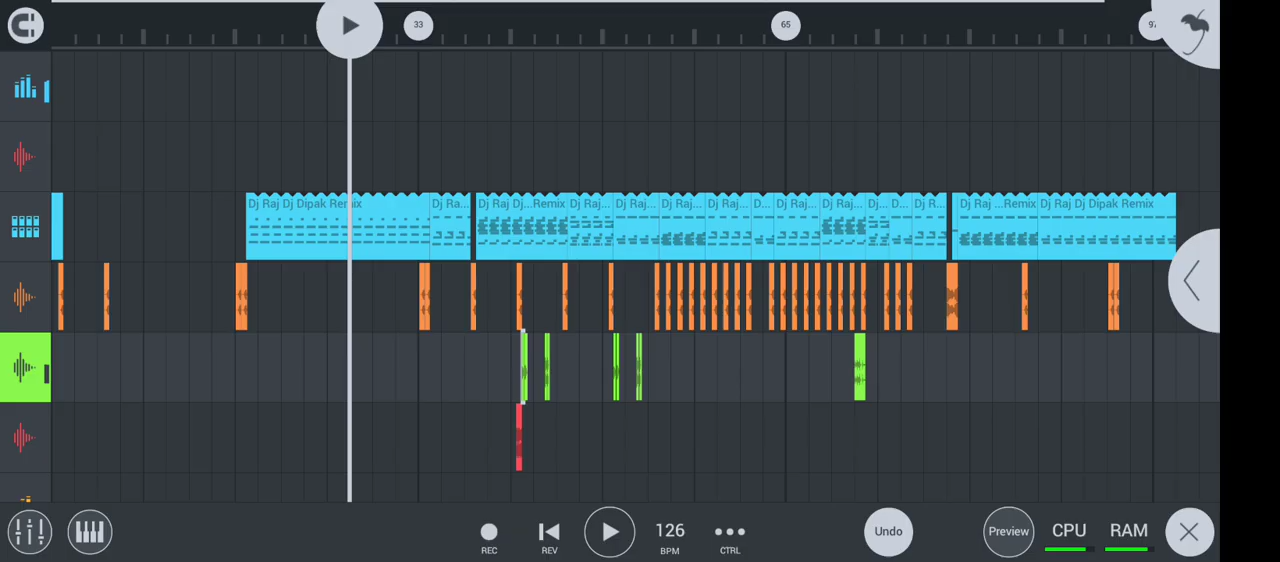 33
65
97
Dj Raj Dj Dipak Remix
Dj Ra...
Dj Raj Dj...Remix
Dj Raj...
Dj Raj...
Dj Raj...
Dj Raj...
D...
Dj Raj...
Dj Raj...
Dj...
D...
Dj R...
Dj Raj ...Remix
Dj Raj Dj Dipak Remix
126
Undo
Preview
CPU
RAM
REC
REV
BPM
CTRL